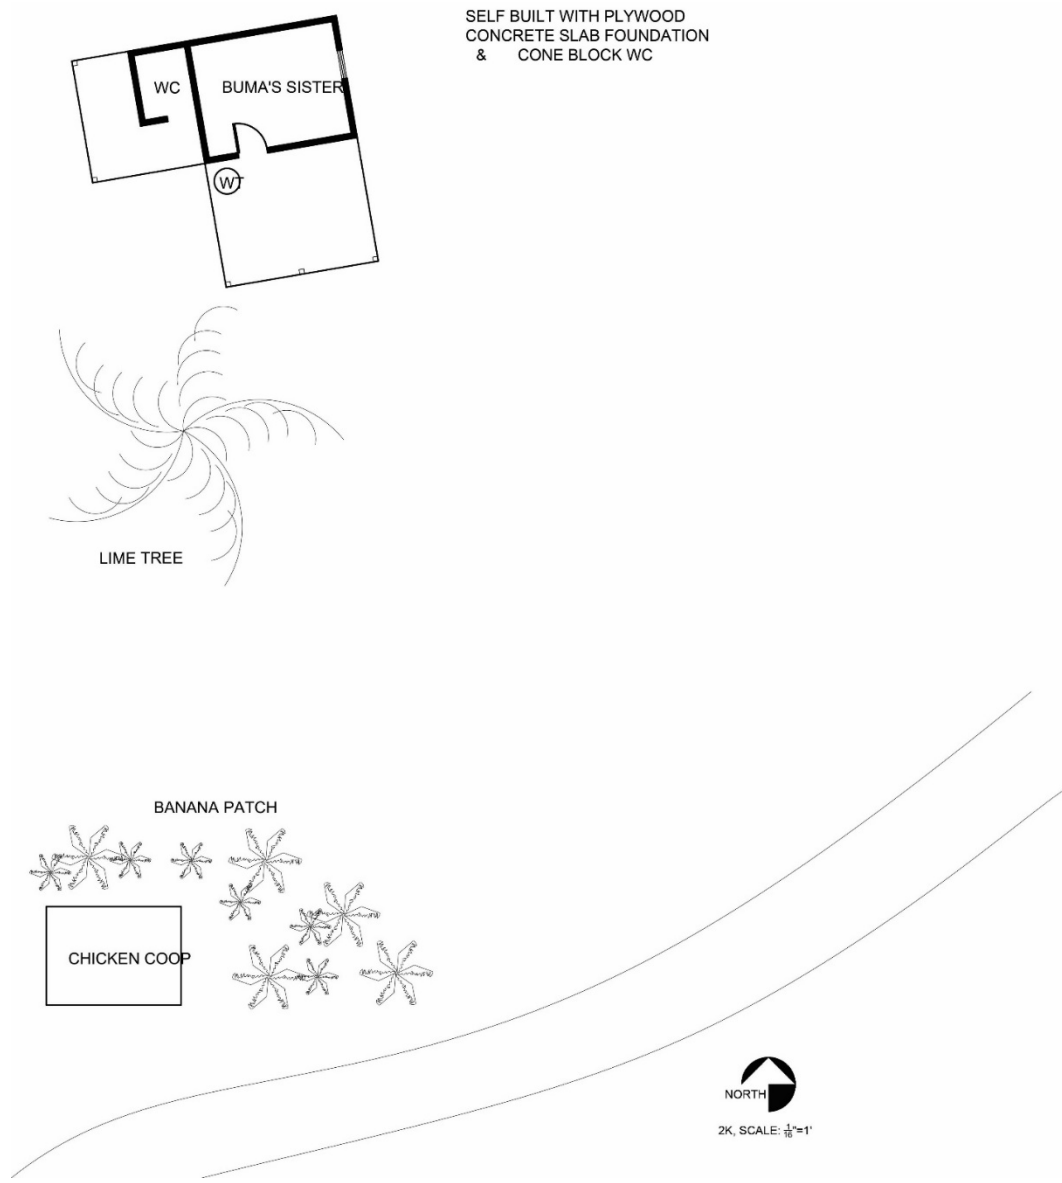 SELF BUILT WITH PLYWOOD
CONCRETE SLAB FOUNDATION
& CONE BLOCK WC
WC
BUMA'S SISTER
WT
LIME TREE
BANANA PATCH
CHICKEN COOP
NORTH
2K, SCALE: 1/16"=1'